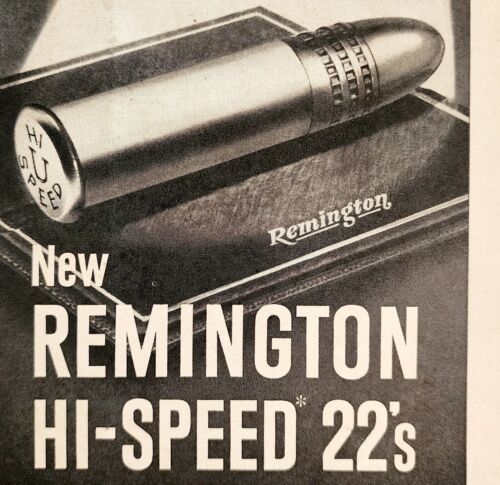 HI
U
SPEED
Remington
New
REMINGTON
HI-SPEED* 22's